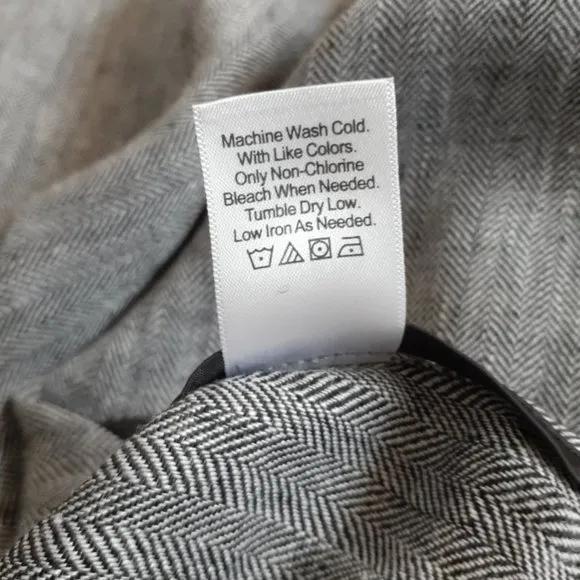 Machine Wash Cold.
With Like Colors.
Only Non-Chlorine
Bleach When Needed.
Tumble Dry Low.
Low Iron As Needed.